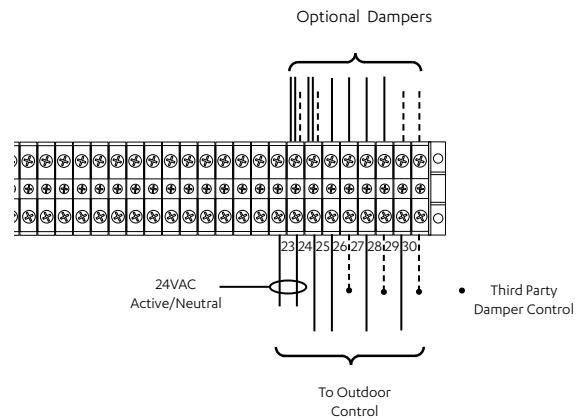 Optional Dampers
23 24 25 26 27 28 29 30
24VAC
Active/Neutral
Third Party
Damper Control
To Outdoor
Control